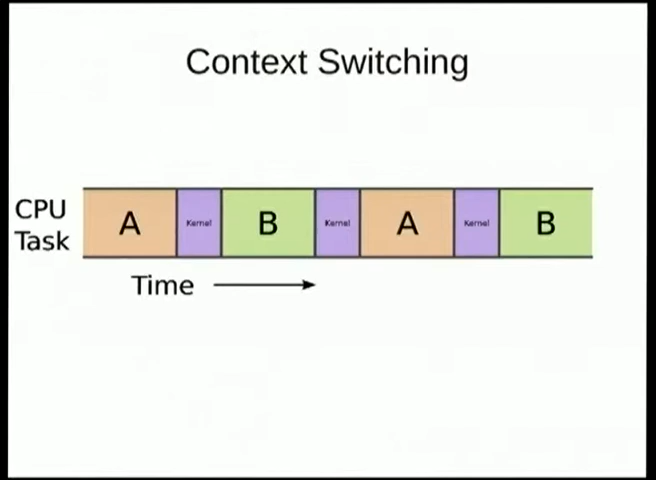 Context Switching
CPU
Task
A Kernel B Kernel A Kernel B
Time